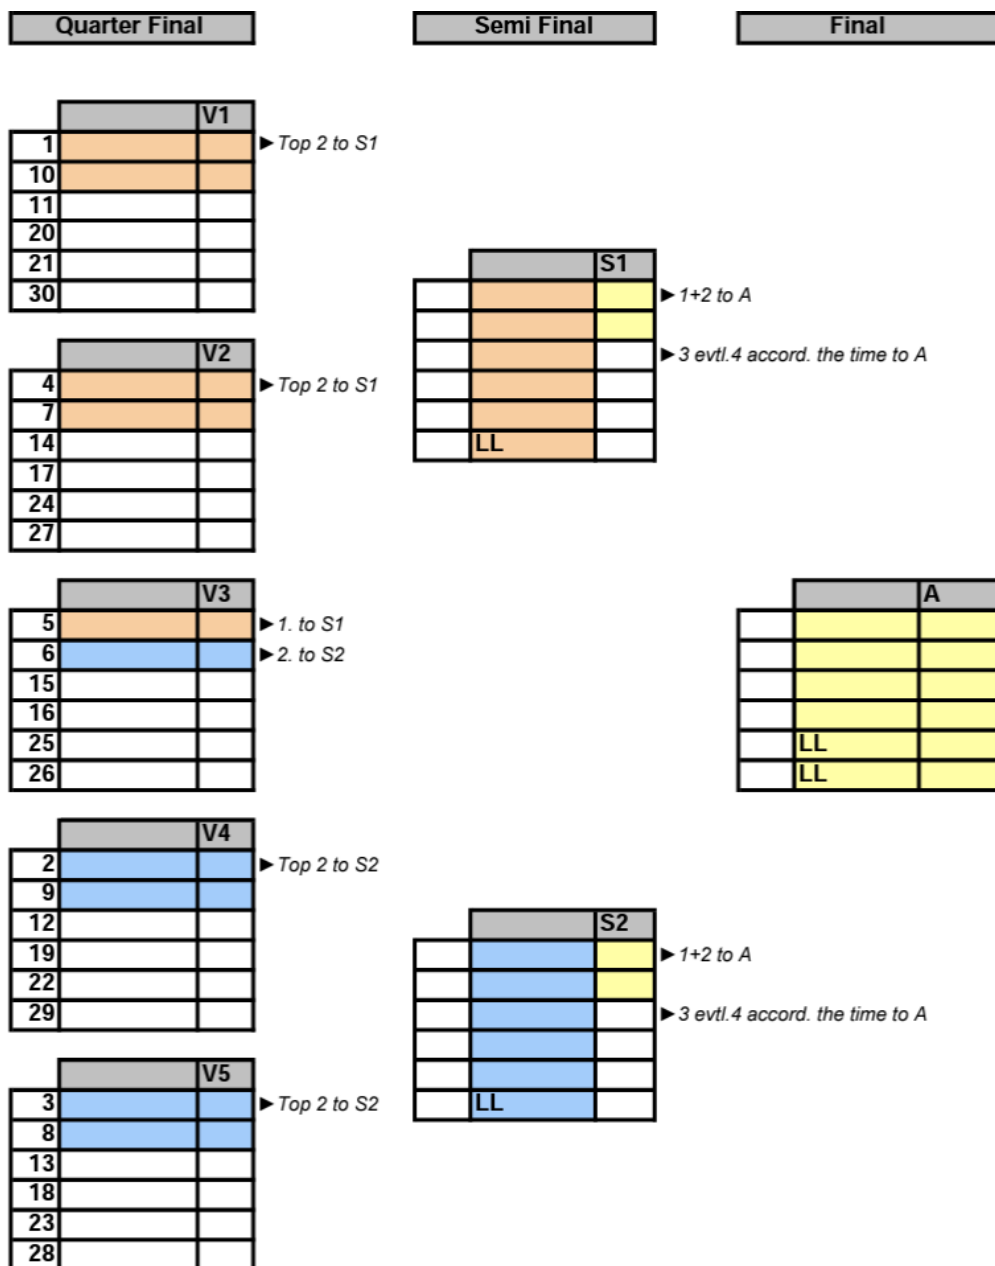 Quarter Final
Semi Final
Final
V1
1 ►Top 2 to S1
10
11
20
21
30
V2
4 ►Top 2 to S1
7
14
17
24
27
V3
5 ►1. to S1
6 ►2. to S2
15
16
25
26
V4
2 ►Top 2 to S2
9
12
19
22
29
V5
3 ►Top 2 to S2
8
13
18
23
28
S1
►1+2 to A
►3 evtl.4 accord. the time to A
LL
S2
►1+2 to A
►3 evtl.4 accord. the time to A
LL
A
LL
LL